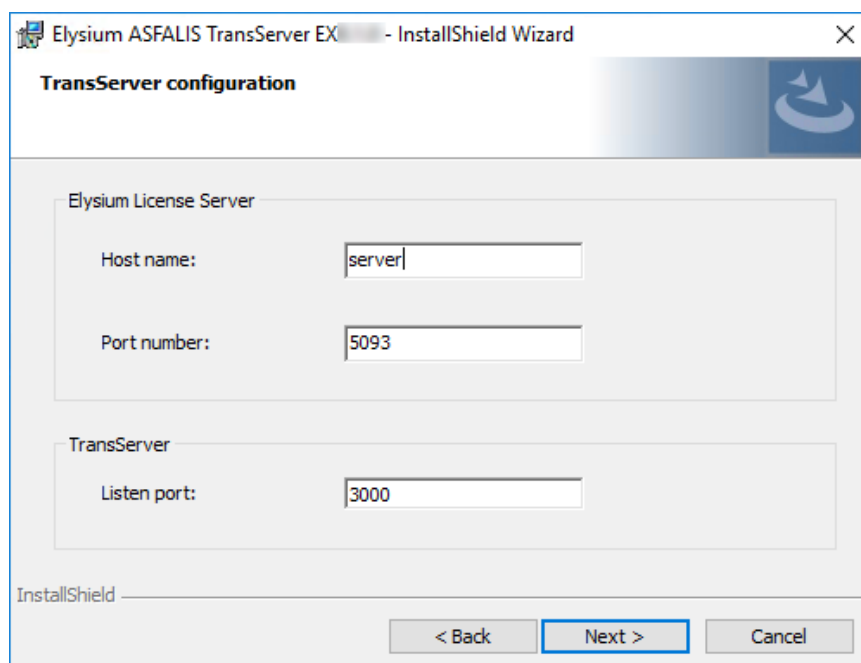 Elysium ASFALIS TransServer EX - InstallShield Wizard
TransServer configuration
Elysium License Server
Host name: server
Port number: 5093
TransServer
Listen port: 3000
InstallShield
< Back Next > Cancel